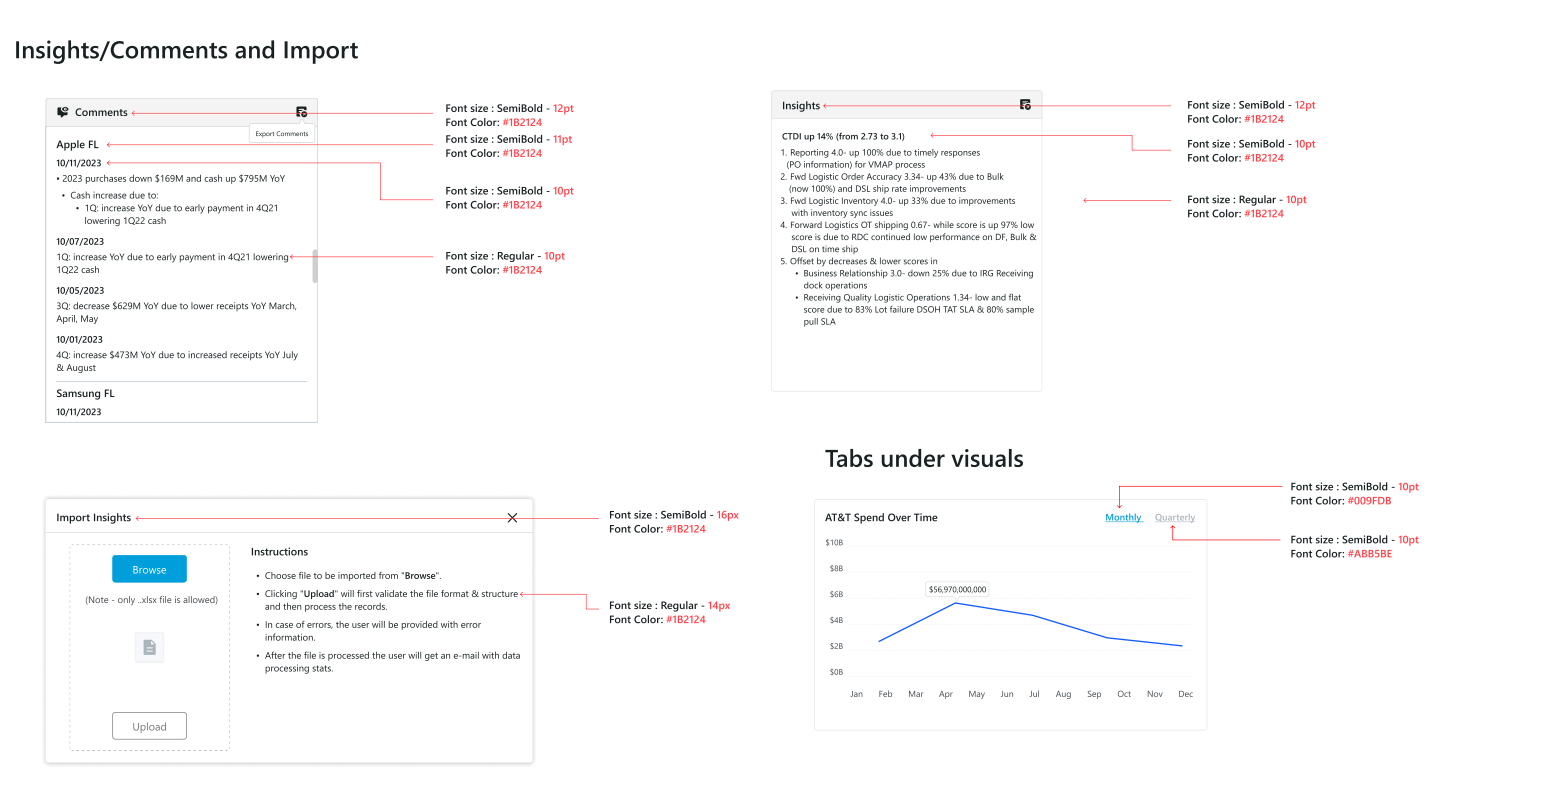 Insights/Comments and Import
Comments
Export Comments
Apple FL
10/11/2023
• 2023 purchases down $169M and cash up $795M YoY
• Cash increase due to:
• 1Q: increase YoY due to early payment in 4Q21
lowering 1Q22 cash
10/07/2023
1Q: increase YoY due to early payment in 4Q21 lowering
1Q22 cash
10/05/2023
3Q: decrease $629M YoY due to lower receipts YoY March,
April, May
10/01/2023
4Q: increase $473M YoY due to increased receipts YoY July
& August
Samsung FL
10/11/2023
Font size : SemiBold - 12pt
Font Color: #1B2124
Font size : SemiBold - 11pt
Font Color: #1B2124
Font size : SemiBold - 10pt
Font Color: #1B2124
Font size : Regular - 10pt
Font Color: #1B2124
Insights
CTDI up 14% (from 2.73 to 3.1)
1. Reporting 4.0- up 100% due to timely responses
(PO information) for VMAP process
2. Fwd Logistic Order Accuracy 3.34- up 43% due to Bulk
(now 100%) and DSL ship rate improvements
3. Fwd Logistic Inventory 4.0- up 33% due to improvements
with inventory sync issues
4. Forward Logistics OT shipping 0.67- while score is up 97% low
score is due to RDC continued low performance on DF, Bulk &
DSL on time ship
5. Offset by decreases & lower scores in
• Business Relationship 3.0- down 25% due to IRG Receiving
dock operations
• Receiving Quality Logistic Operations 1.34- low and flat
score due to 83% Lot failure DSOH TAT SLA & 80% sample
pull SLA
Font size : SemiBold - 12pt
Font Color: #1B2124
Font size : SemiBold - 10pt
Font Color: #1B2124
Font size : Regular - 10pt
Font Color: #1B2124
Import Insights
Browse
(Note - only ..xlsx file is allowed)
Upload
Instructions
• Choose file to be imported from "Browse".
• Clicking "Upload" will first validate the file format & structure
and then process the records.
• In case of errors, the user will be provided with error
information.
• After the file is processed the user will get an e-mail with data
processing stats.
Font size : SemiBold - 16px
Font Color: #1B2124
Font size : Regular - 14px
Font Color: #1B2124
Tabs under visuals
AT&T Spend Over Time
Monthly
Quarterly
$10B
$8B
$6B
$4B
$2B
$0B
$56,970,000,000
Jan Feb Mar Apr May Jun Jul Aug Sep Oct Nov Dec
Font size : SemiBold - 10pt
Font Color: #009FDB
Font size : SemiBold - 10pt
Font Color: #ABB5BE